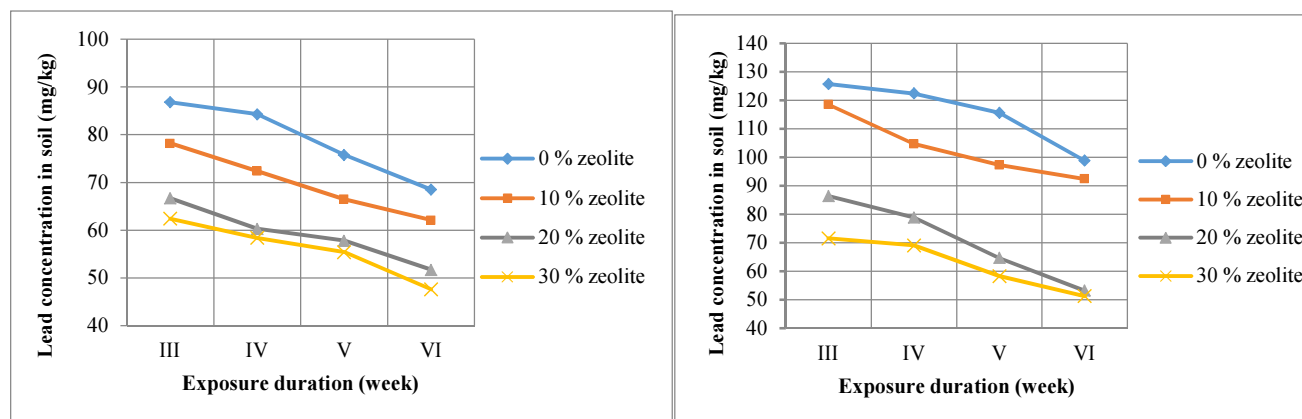 100
90
80
70
60
50
40
Lead concentration in soil (mg/kg)
III IV V VI
Exposure duration (week)
0 % zeolite
10 % zeolite
20 % zeolite
30 % zeolite
140
130
120
110
100
90
80
70
60
50
40
Lead concentration in soil (mg/kg)
III IV V VI
Exposure duration (week)
0 % zeolite
10 % zeolite
20 % zeolite
30 % zeolite